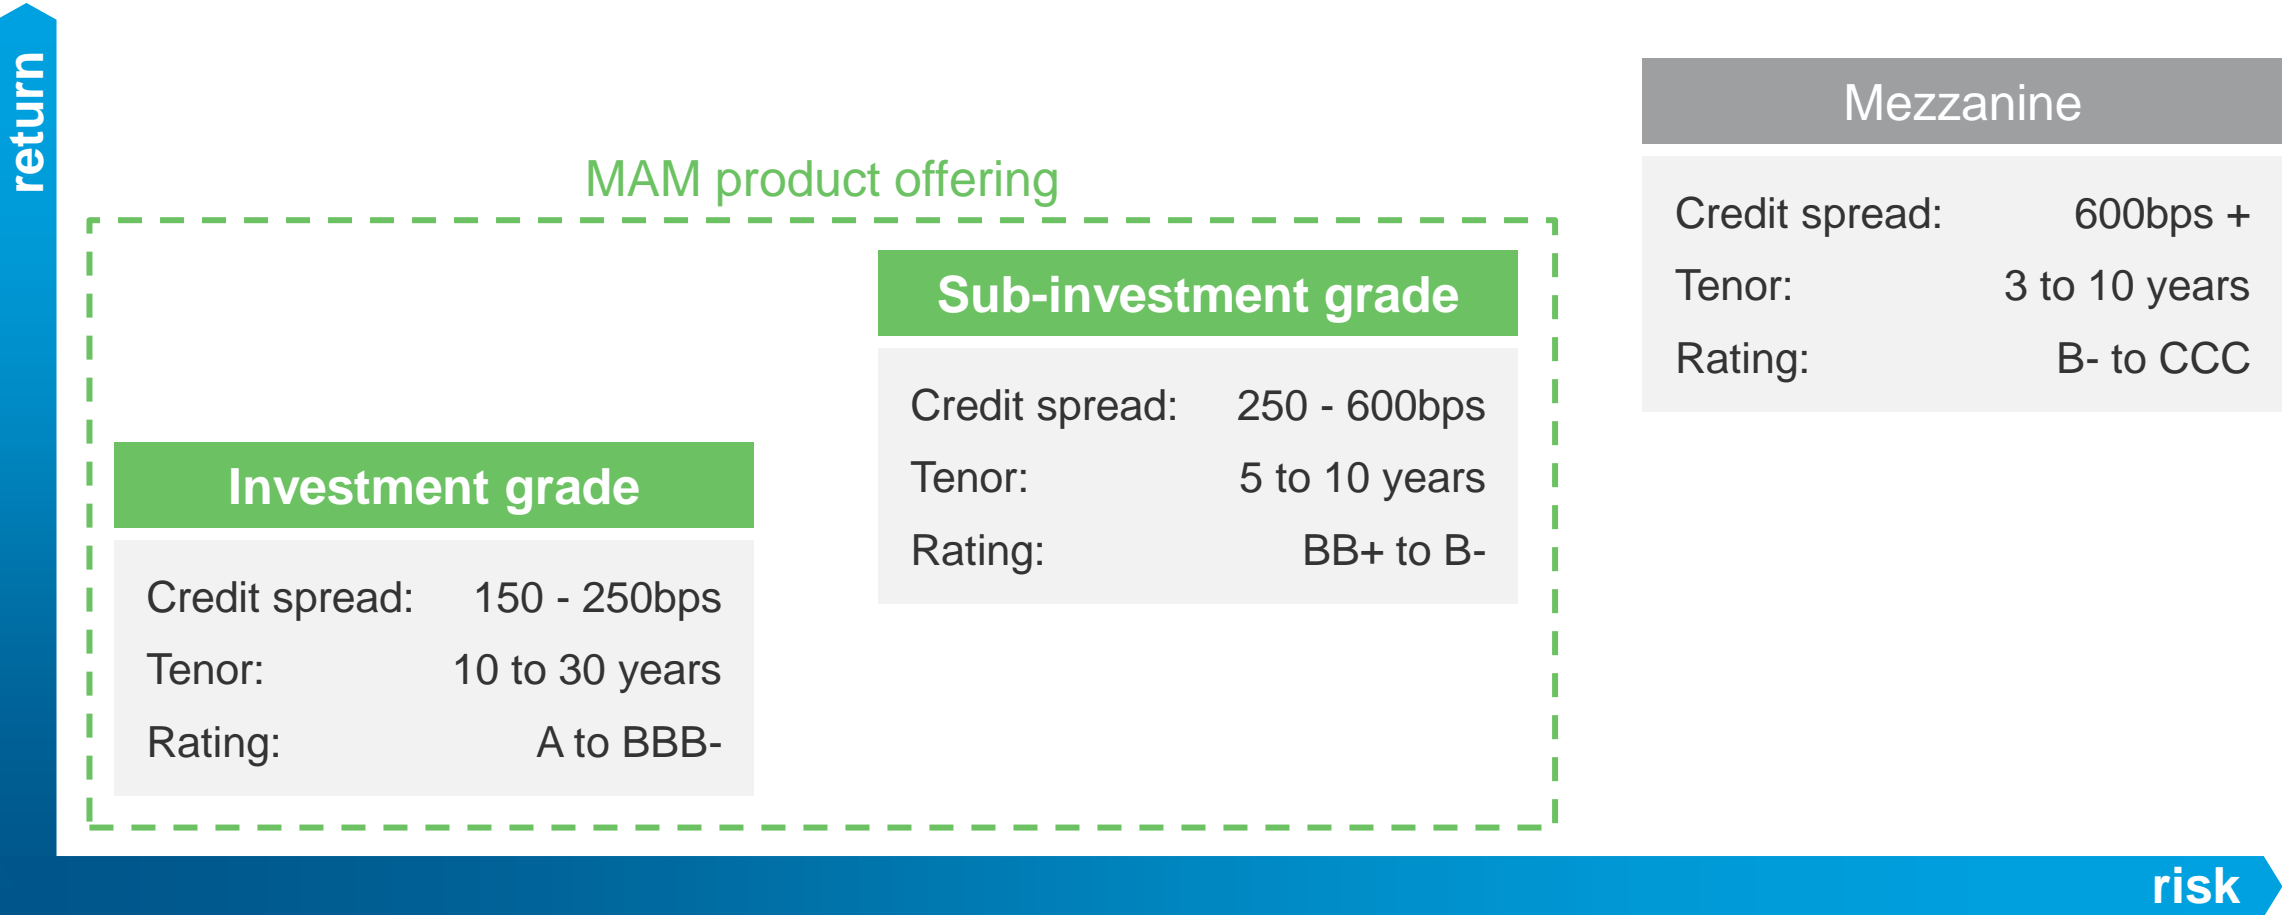 return
MAM product offering
Investment grade
Credit spread: 150 - 250bps
Tenor: 10 to 30 years
Rating: A to BBB-
Sub-investment grade
Credit spread: 250 - 600bps
Tenor: 5 to 10 years
Rating: BB+ to B-
Mezzanine
Credit spread: 600bps +
Tenor: 3 to 10 years
Rating: B- to CCC
risk